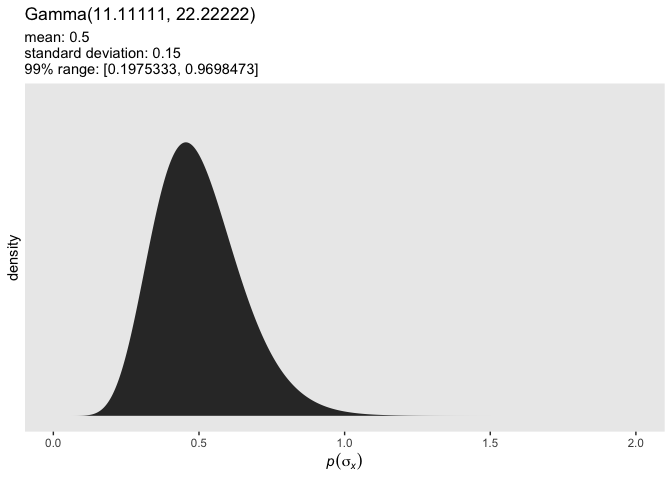 Gamma(11.11111, 22.22222)
mean: 0.5
standard deviation: 0.15
99% range: [0.1975333, 0.9698473]
density
0.0 0.5 1.0 1.5 2.0
p(σx)